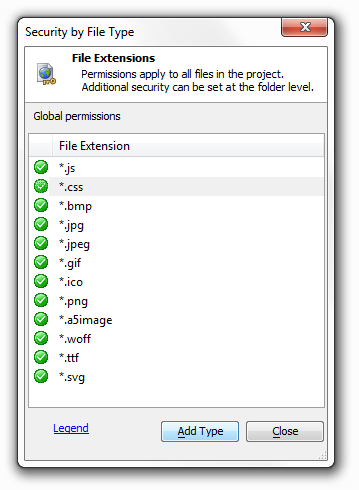 Security by File Type
File Extensions
Permissions apply to all files in the project.
Additional security can be set at the folder level.
Global permissions
File Extension
*.js
*.css
*.bmp
*.jpg
*.jpeg
*.gif
*.ico
*.png
*.a5image
*.woff
*.ttf
*.svg
Legend
Add Type
Close